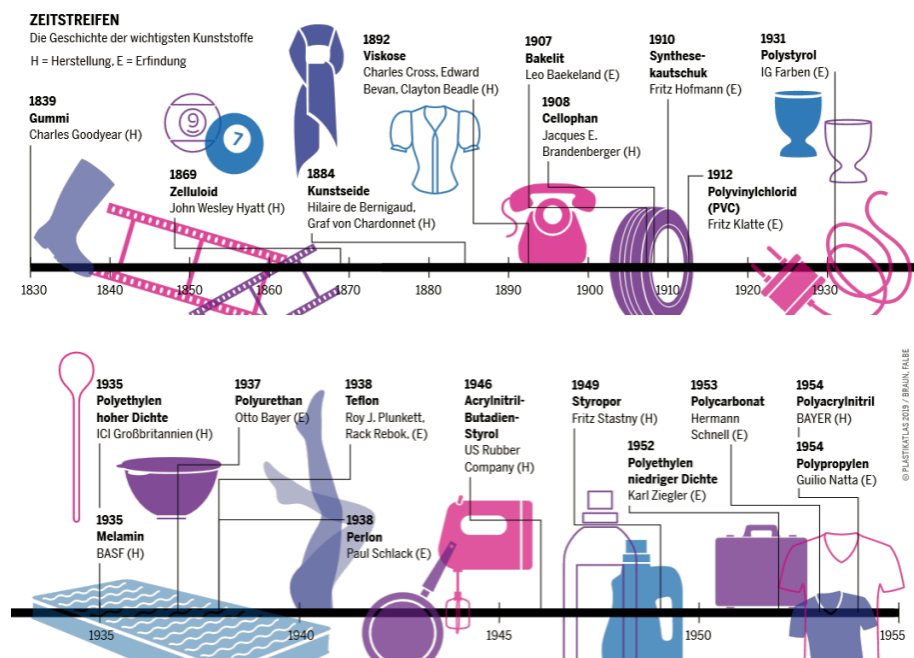 ZEITSTREIFEN
Die Geschichte der wichtigsten Kunststoffe
H = Herstellung, E = Erfindung
1839
Gummi
Charles Goodyear (H)
9
7
1869
Zelluloid
John Wesley Hyatt (H)
1884
Kunstseide
Hilaire de Bernigaud,
Graf von Chardonnet (H)
1892
Viskose
Charles Cross, Edward
Bevan, Clayton Beadle (H)
1907
Bakelit
Leo Baekeland (E)
1908
Cellophan
Jacques E.
Brandenberger (H)
1910
Synthese-
kautschuk
Fritz Hofmann (E)
1912
Polyvinylchlorid
(PVC)
Fritz Klatte (E)
1931
Polystyrol
IG Farben (E)
1830
1840
1850
1860
1870
1880
1890
1900
1910
1920
1930
1935
Polyethylen
hoher Dichte
ICI Großbritannien (H)
1935
Melamin
BASF (H)
1937
Polyurethan
Otto Bayer (E)
1938
Teflon
Roy J. Plunkett,
Rack Rebok, (E)
1938
Perlon
Paul Schlack (E)
1946
Acrylnitril-
Butadien-
Styrol
US Rubber
Company (H)
1949
Styropor
Fritz Stastny (H)
1952
Polyethylen
niedriger Dichte
Karl Ziegler (E)
1953
Polycarbonat
Hermann
Schnell (E)
1954
Polyacrylnitril
BAYER (H)
1954
Polypropylen
Guilio Natta (E)
1935
1940
1945
1950
1955
© PLASTIKATLAS 2019 / BRAUN, FALBE